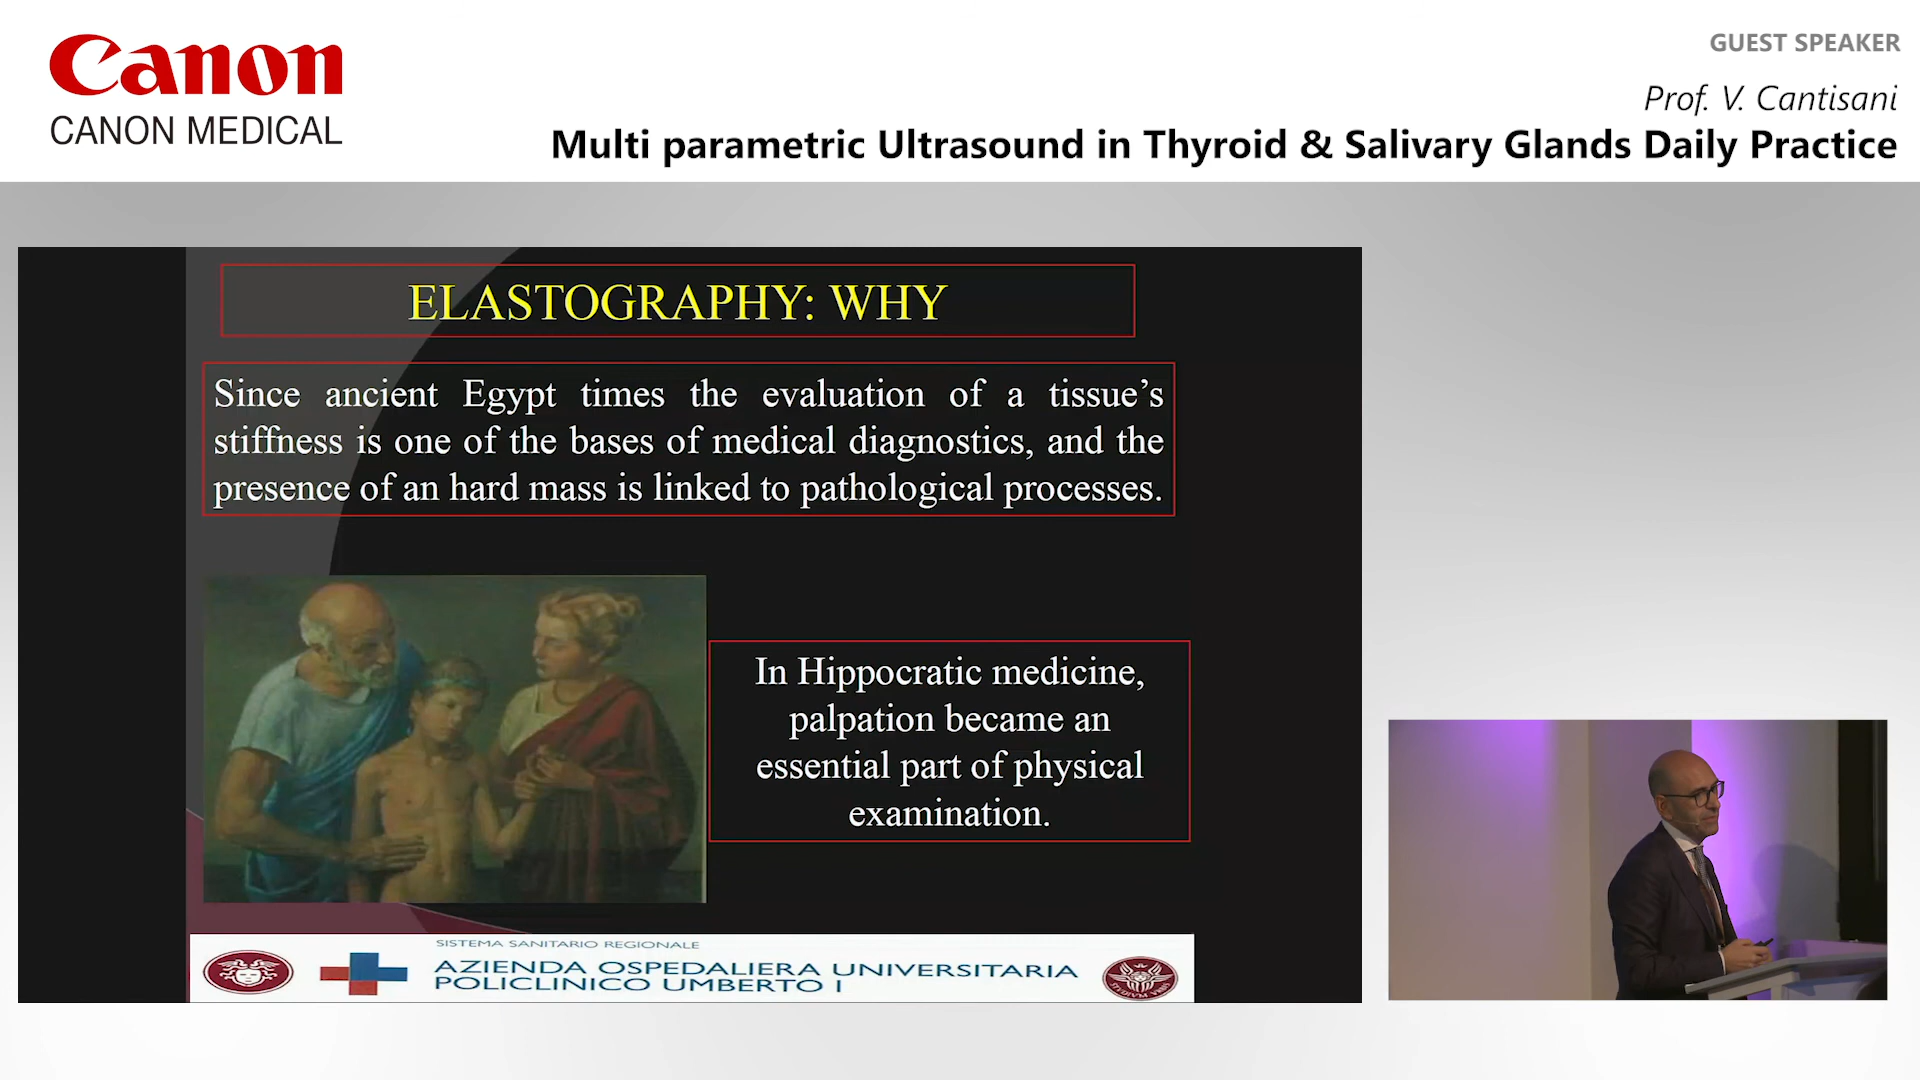 Canon
CANON MEDICAL
GUEST SPEAKER
Prof. V. Cantisani
Multi parametric Ultrasound in Thyroid & Salivary Glands Daily Practice
ELASTOGRAPHY: WHY
Since ancient Egypt times the evaluation of a tissue’s
stiffness is one of the bases of medical diagnostics, and the
presence of an hard mass is linked to pathological processes.
In Hippocratic medicine,
palpation became an
essential part of physical
examination.
SISTEMA SANITARIO REGIONALE
AZIENDA OSPEDALIERA UNIVERSITARIA
POLICLINICO UMBERTO I
STVDIVM VRBIS